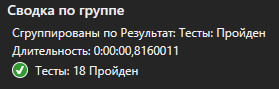 Сводка по группе
Сгруппированы по Результат: Тесты: Пройден
Длительность: 0:00:00,8160011
Тесты: 18 Пройден